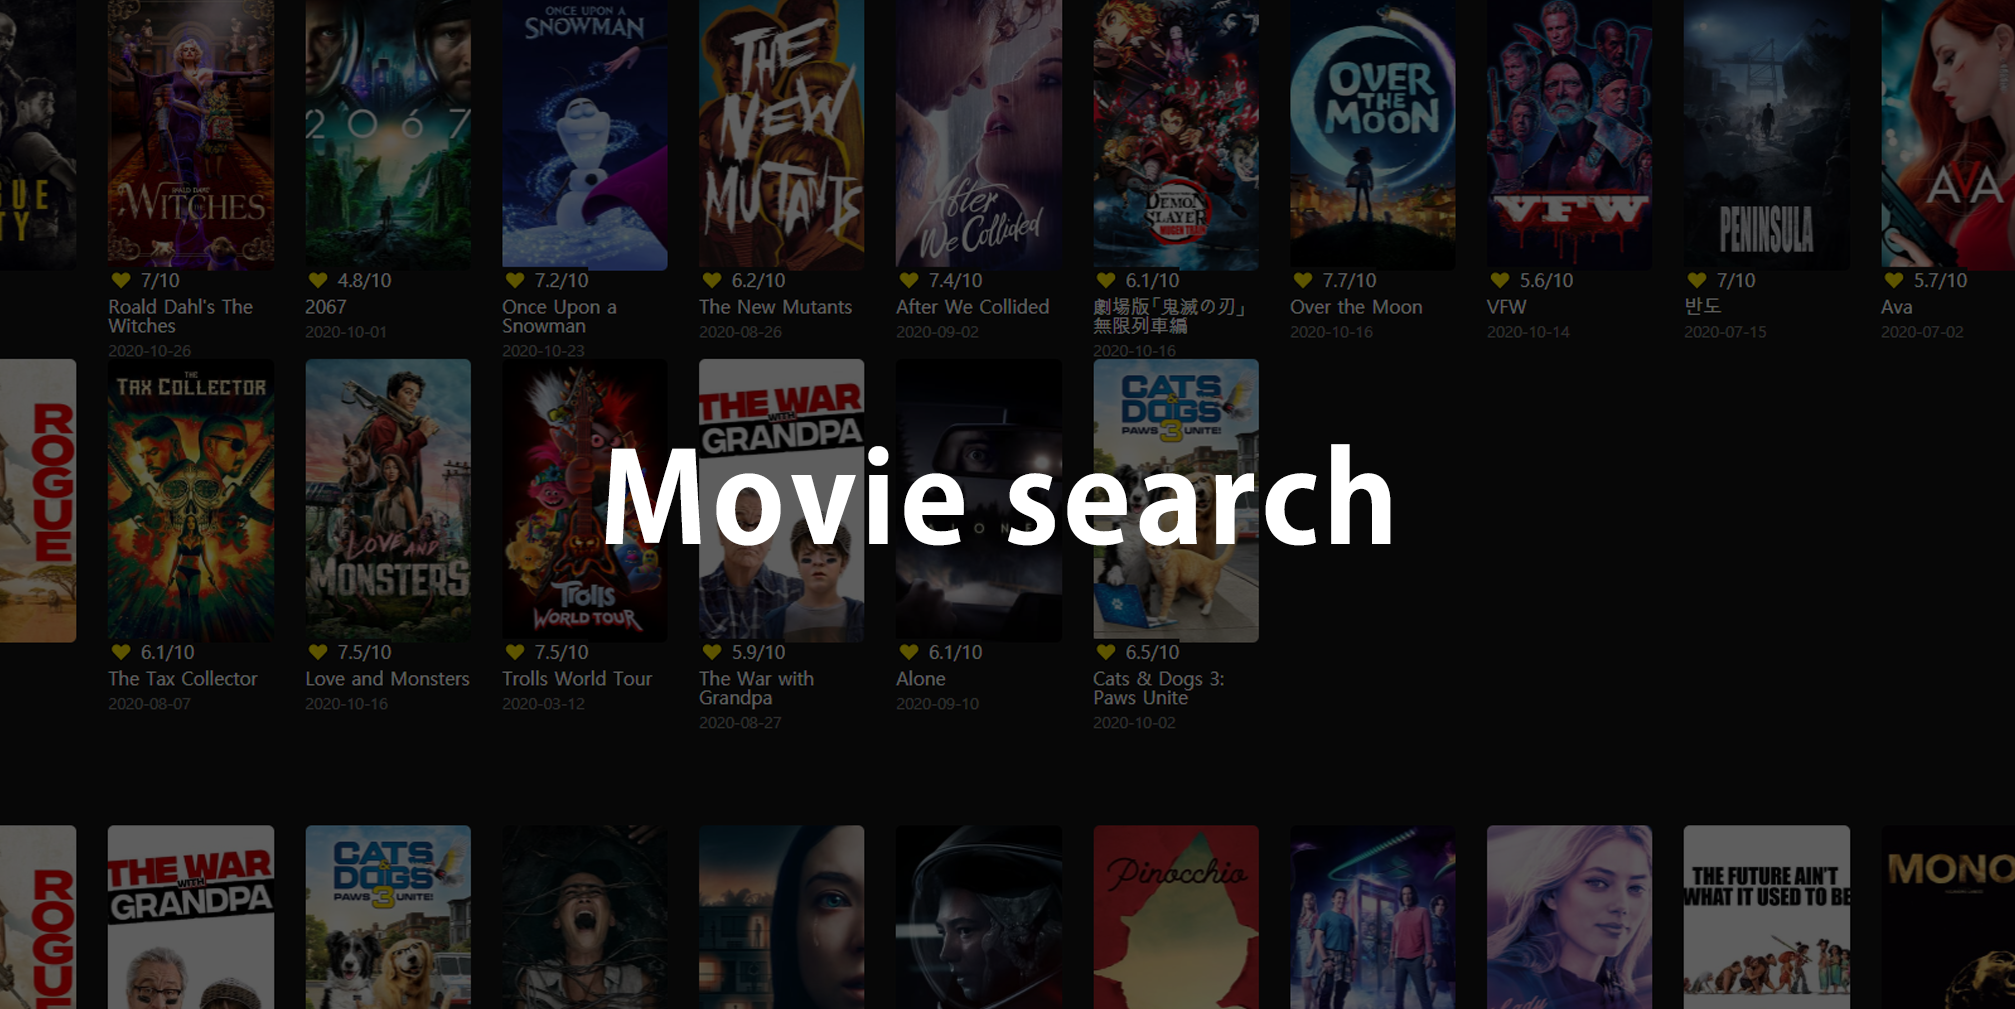 GUE
TY
ROALD DAHL'S
THE WITCHES
2067
ONCE UPON A
SNOWMAN
THE
NEW
MUTANTS
After
We Collided
DEMON
SLAYER
MUGEN TRAIN
OVER
THE
MOON
VFW
PENINSULA
AVA
7/10
Roald Dahl's The
Witches
2020-10-26
4.8/10
2067
2020-10-01
7.2/10
Once Upon a
Snowman
2020-10-23
6.2/10
The New Mutants
2020-08-26
7.4/10
After We Collided
2020-09-02
6.1/10
劇場版「鬼滅の刃」
無限列車編
2020-10-16
7.7/10
Over the Moon
2020-10-16
5.6/10
VFW
2020-10-14
7/10
반도
2020-07-15
5.7/10
Ava
2020-07-02
ROGUE
THE
TAX COLLECTOR
LOVE AND
MONSTERS
Trolls
WORLD TOUR
THE WAR
WITH
GRANDPA
CATS
&
DOGS
3
PAWS UNITE!
Movie search
6.1/10
The Tax Collector
2020-08-07
7.5/10
Love and Monsters
2020-10-16
7.5/10
Trolls World Tour
2020-03-12
5.9/10
The War with
Grandpa
2020-08-27
6.1/10
Alone
2020-09-10
6.5/10
Cats & Dogs 3:
Paws Unite
2020-10-02
ROGUE
THE WAR
WITH
GRANDPA
CATS
&
DOGS
3
PAWS UNITE!
Pinocchio
Lady
THE FUTURE AIN'T
WHAT IT USED TO BE
MONO